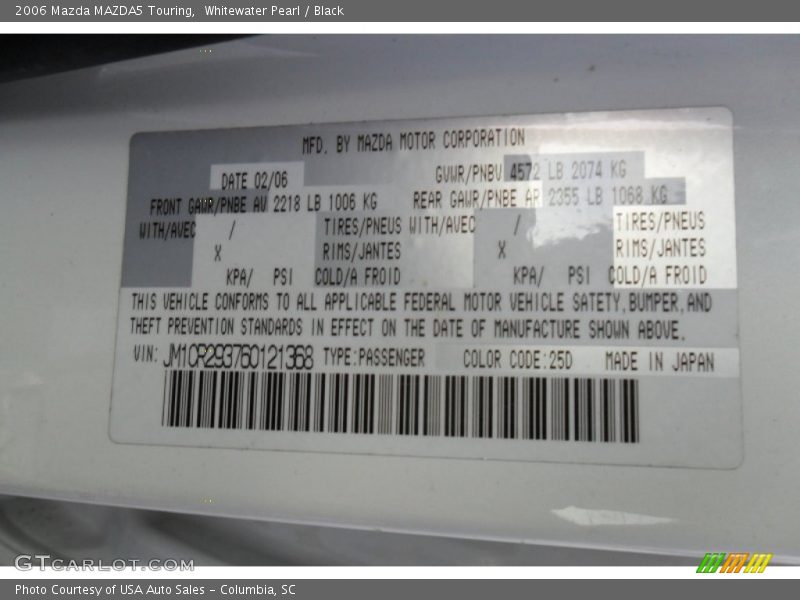 2006 Mazda MAZDA5 Touring, Whitewater Pearl / Black
MFD. BY MAZDA MOTOR CORPORATION
DATE 02/06 GVWR/PNBV 4572 LB 2074 KG
FRONT GAWR/PNBE AV 2218 LB 1006 KG REAR GAWR/PNBE AR 2355 LB 1068 KG
WITH/AVEC / TIRES/PNEUS WITH/AVEC / TIRES/PNEUS
X RIMS/JANTES X RIMS/JANTES
KPA/ PSI COLD/A FROID KPA/ PSI COLD/A FROID
THIS VEHICLE CONFORMS TO ALL APPLICABLE FEDERAL MOTOR VEHICLE SATETY,BUMPER,AND
THEFT PREVENTION STANDARDS IN EFFECT ON THE DATE OF MANUFACTURE SHOWN ABOVE.
VIN: JM1CR293760121368 TYPE:PASSENGER COLOR CODE:25D MADE IN JAPAN
GTCARLOT.COM
Photo Courtesy of USA Auto Sales - Columbia, SC